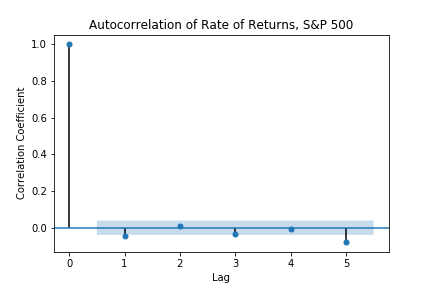 Autocorrelation of Rate of Returns, S&P 500
Correlation Coefficient
1.0
0.8
0.6
0.4
0.2
0.0
0 1 2 3 4 5
Lag